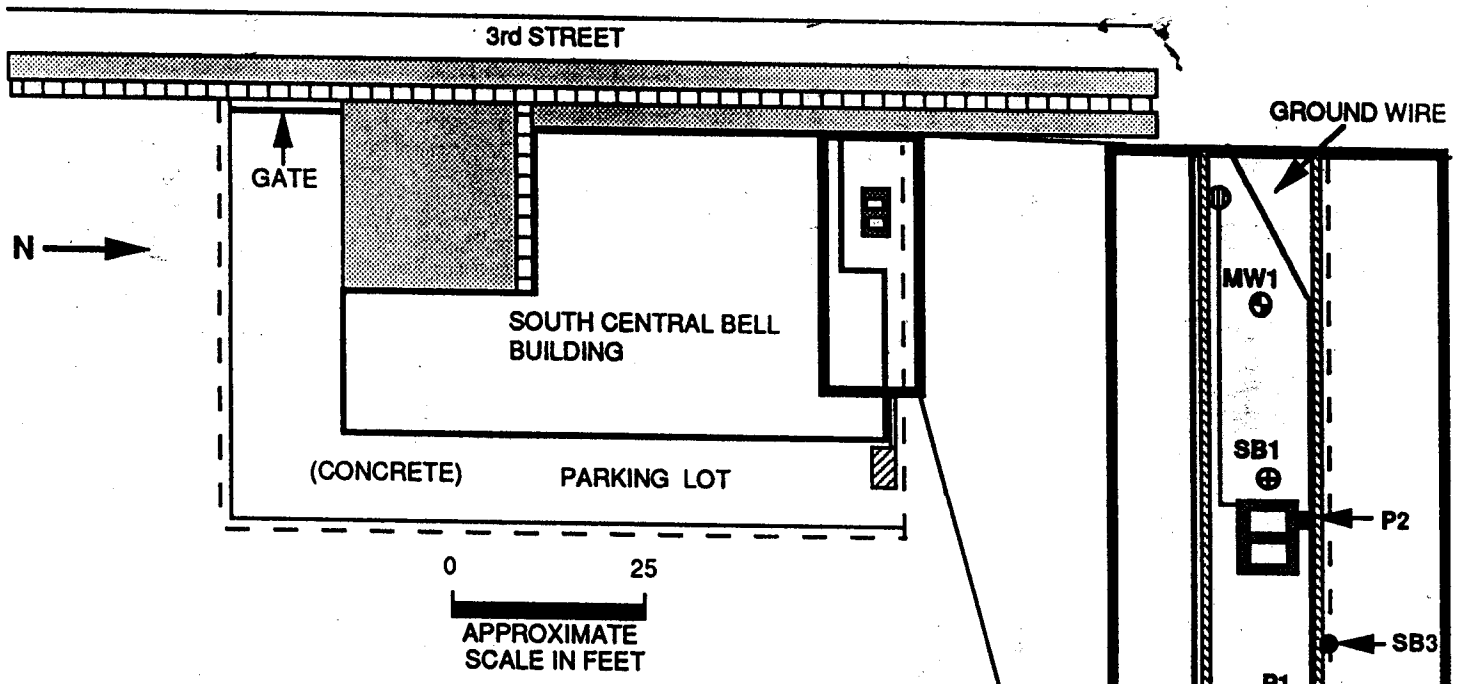 3rd STREET
GROUND WIRE
GATE
N
MW1
SOUTH CENTRAL BELL
BUILDING
SB1
(CONCRETE) PARKING LOT
P2
0 25
APPROXIMATE
SCALE IN FEET
SB3
P1